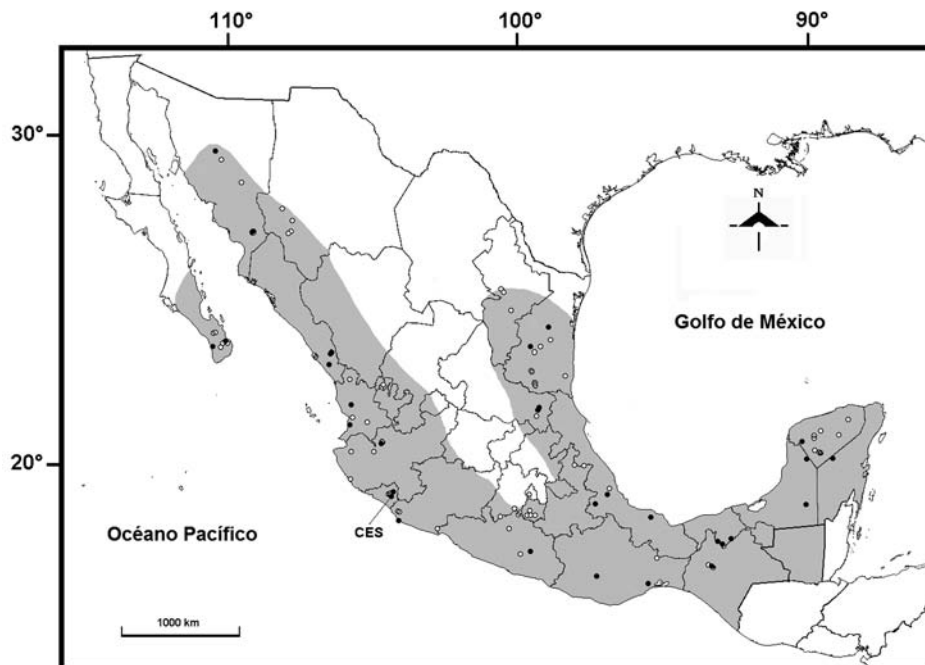 110° 100° 90°
30°
N
Golfo de México
20°
Océano Pacífico
CES
1000 km